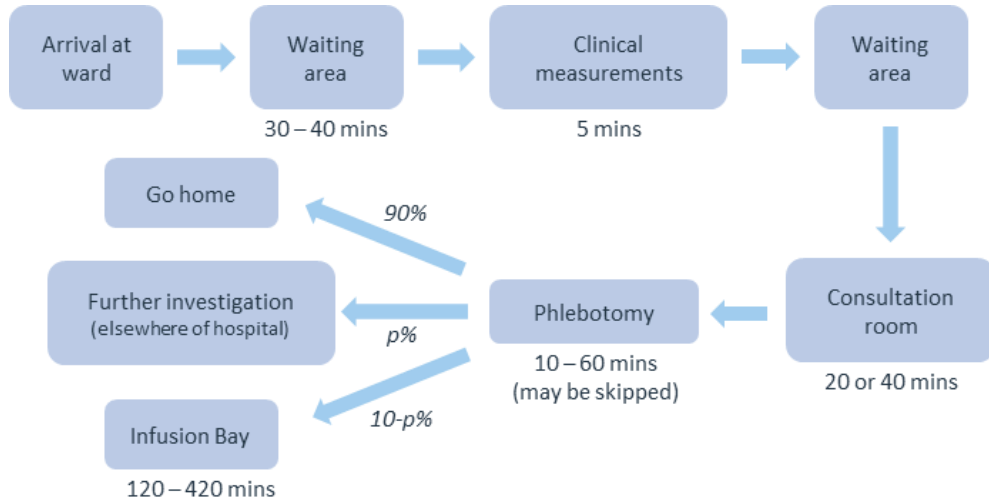 Arrival at
ward
Waiting
area
30 – 40 mins
Clinical
measurements
5 mins
Waiting
area
Consultation
room
20 or 40 mins
Phlebotomy
10 – 60 mins
(may be skipped)
90%
Go home
p%
Further investigation
(elsewhere of hospital)
10-p%
Infusion Bay
120 – 420 mins